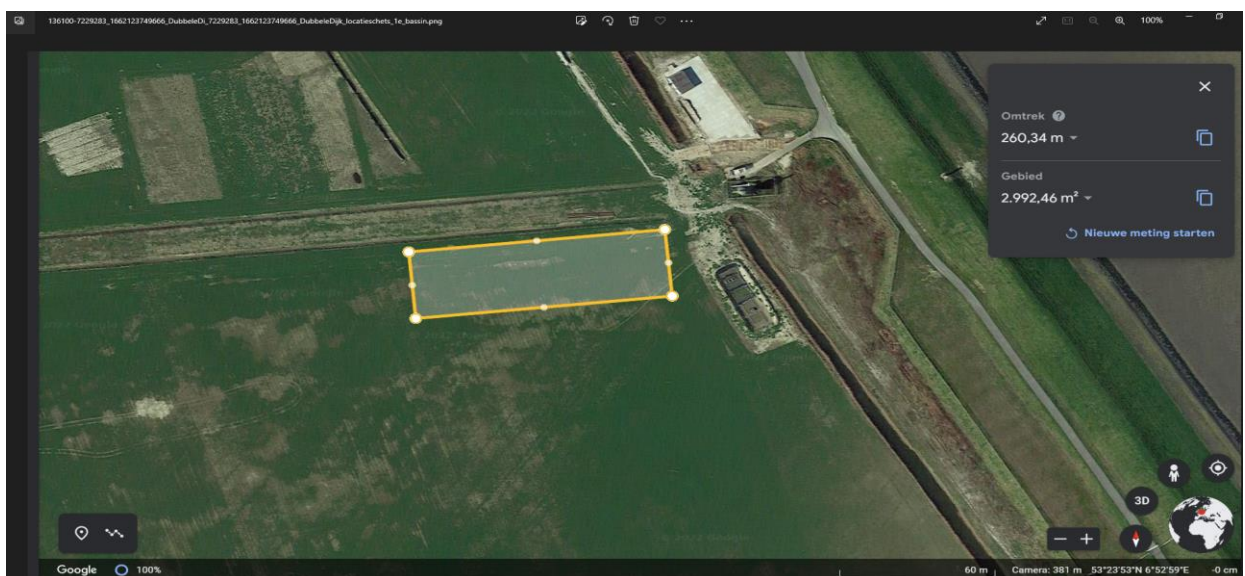 136100-7229283_1662123749666_DubbeleDi_7229283_1662123749666_DubbeleDijk_locatieschets_1e_bassin.png
100%
Omtrek
260,34 m
Gebied
2.992,46 m²
Nieuwe meting starten
3D
Google 100%
60 m Camera: 381 m 53°23'53"N 6°52'59"E -0 cm